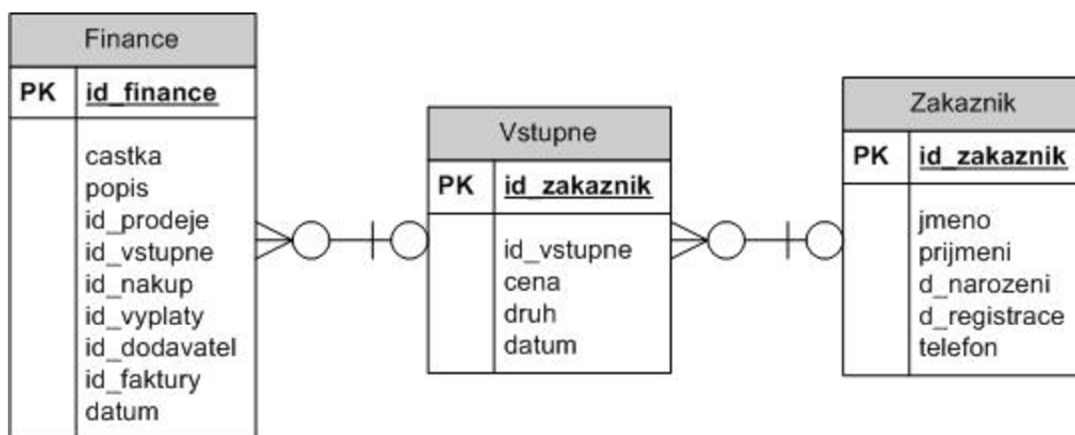 Finance
PK id_finance
castka
popis
id_prodeje
id_vstupne
id_nakup
id_vyplaty
id_dodavatel
id_faktury
datum
Vstupne
PK id_zakaznik
id_vstupne
cena
druh
datum
Zakaznik
PK id_zakaznik
jmeno
prijmeni
d_narozeni
d_registrace
telefon